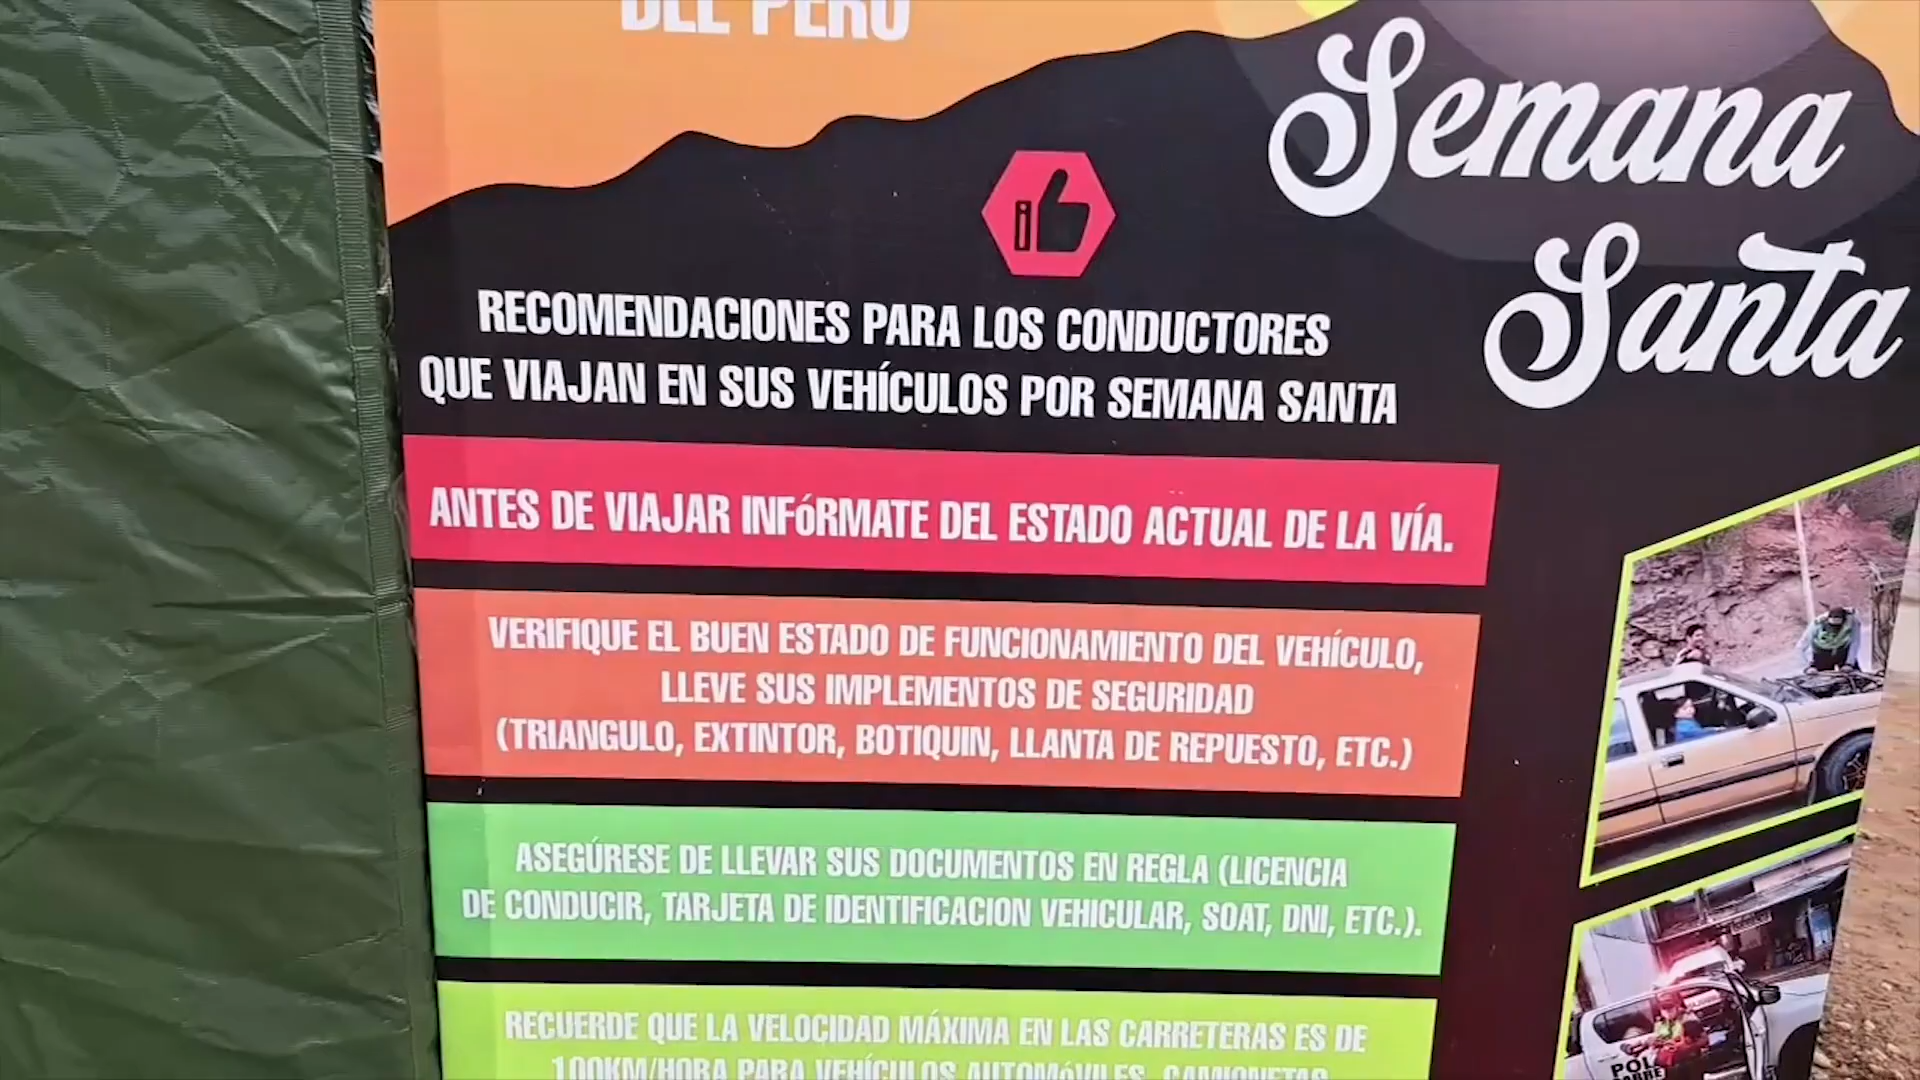 DEL PERÚ
Semana
Santa
RECOMENDACIONES PARA LOS CONDUCTORES
QUE VIAJAN EN SUS VEHÍCULOS POR SEMANA SANTA
ANTES DE VIAJAR INFÓRMATE DEL ESTADO ACTUAL DE LA VÍA.
VERIFIQUE EL BUEN ESTADO DE FUNCIONAMIENTO DEL VEHÍCULO,
LLEVE SUS IMPLEMENTOS DE SEGURIDAD
(TRIANGULO, EXTINTOR, BOTIQUIN, LLANTA DE REPUESTO, ETC.)
ASEGÚRESE DE LLEVAR SUS DOCUMENTOS EN REGLA (LICENCIA
DE CONDUCIR, TARJETA DE IDENTIFICACION VEHICULAR, SOAT, DNI, ETC.).
RECUERDE QUE LA VELOCIDAD MÁXIMA EN LAS CARRETERAS ES DE
100KM/HORA PARA VEHÍCULOS AUTOMÓVILES, CAMIONETAS